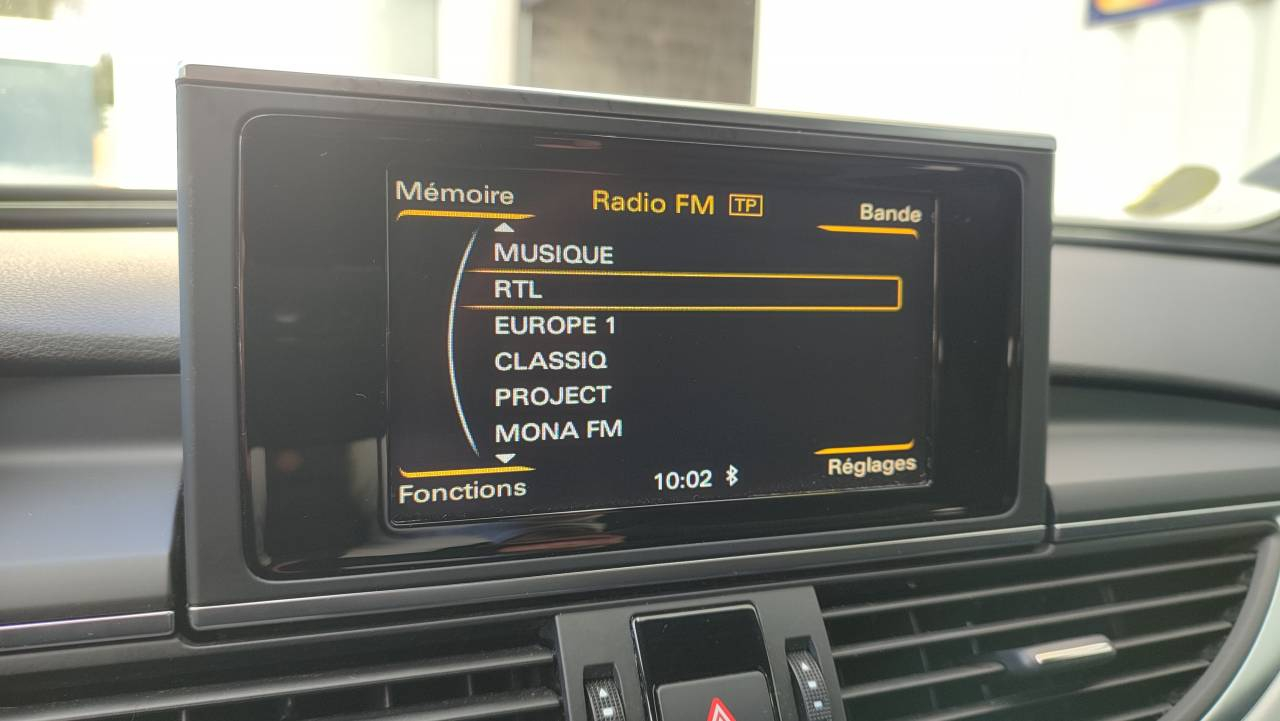 Mémoire
Radio FM TP
Bande
MUSIQUE
RTL
EUROPE 1
CLASSIQ
PROJECT
MONA FM
Fonctions
10:02
Réglages